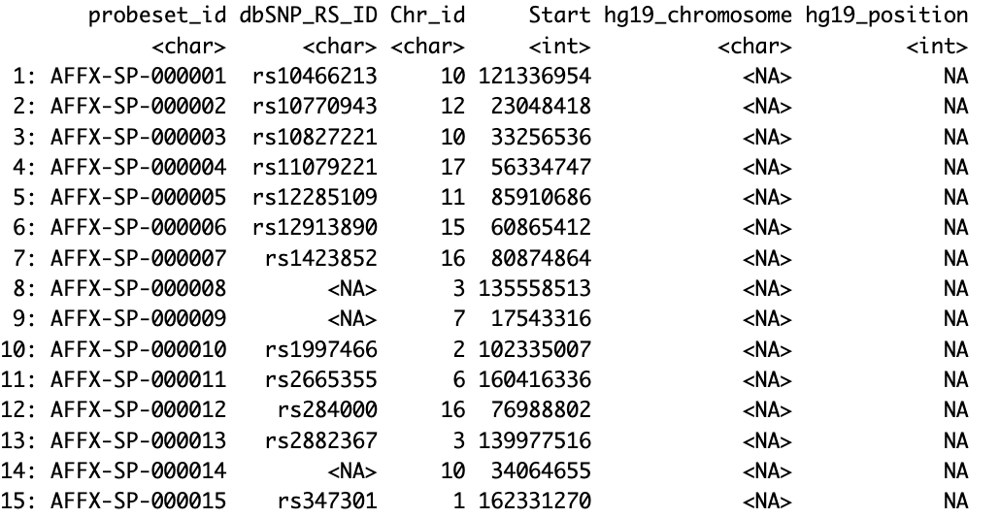 probeset_id dbSNP_RS_ID Chr_id Start hg19_chromosome hg19_position
<char> <char> <char> <int> <char> <int>
1: AFFX-SP-000001 rs10466213 10 121336954 <NA> NA
2: AFFX-SP-000002 rs10770943 12 23048418 <NA> NA
3: AFFX-SP-000003 rs10827221 10 33256536 <NA> NA
4: AFFX-SP-000004 rs11079221 17 56334747 <NA> NA
5: AFFX-SP-000005 rs12285109 11 85910686 <NA> NA
6: AFFX-SP-000006 rs12913890 15 60865412 <NA> NA
7: AFFX-SP-000007 rs1423852 16 80874864 <NA> NA
8: AFFX-SP-000008 <NA> 3 135558513 <NA> NA
9: AFFX-SP-000009 <NA> 7 17543316 <NA> NA
10: AFFX-SP-000010 rs1997466 2 102335007 <NA> NA
11: AFFX-SP-000011 rs2665355 6 160416336 <NA> NA
12: AFFX-SP-000012 rs284000 16 76988802 <NA> NA
13: AFFX-SP-000013 rs2882367 3 139977516 <NA> NA
14: AFFX-SP-000014 <NA> 10 34064655 <NA> NA
15: AFFX-SP-000015 rs347301 1 162331270 <NA> NA